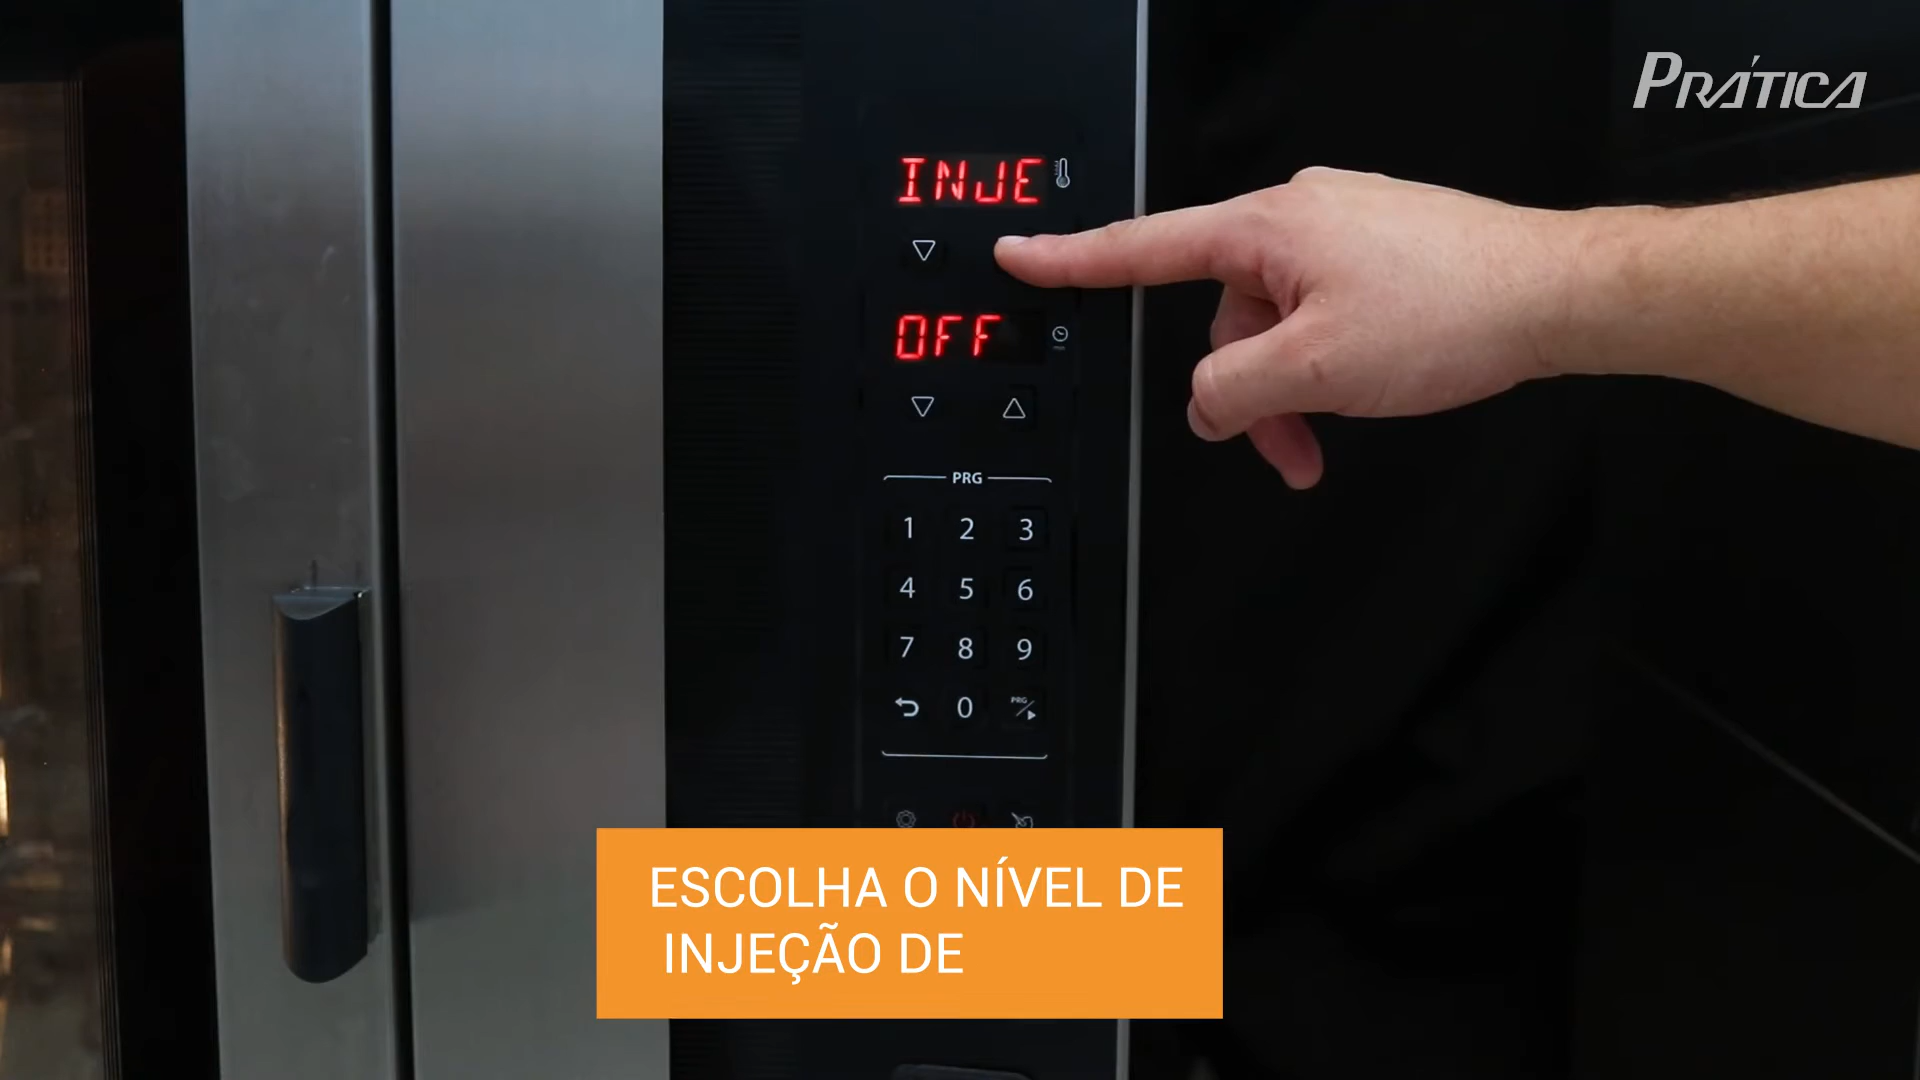 PRÁTICA
INJE
OFF
PRG
1 2 3
4 5 6
7 8 9
0 PRG
ESCOLHA O NÍVEL DE
INJEÇÃO DE